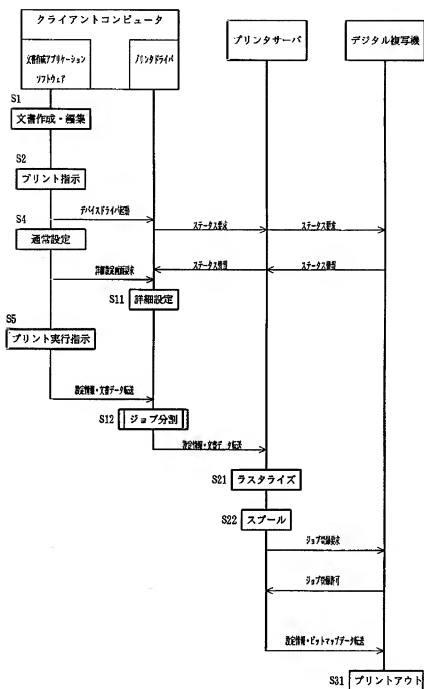 クライアントコンピュータ
プリンタサーバ
デジタル複写機
文書作成アプリケーション
ソフトウェア
プリンタドライバ
S1
文書作成・編集
S2
プリント指示
デバイスドライバ起動
S4
ステータス要求
ステータス要求
通常設定
ステータス情報
ステータス情報
詳細設定画面請求
S11
詳細設定
S5
プリント実行指示
設定情報・文書データ転送
S12
ジョブ分割
設定情報・文書データ転送
S21
ラスタライズ
S22
スプール
ジョブ登録要求
ジョブ登録許可
設定情報・ビットマップデータ転送
S31
プリントアウト